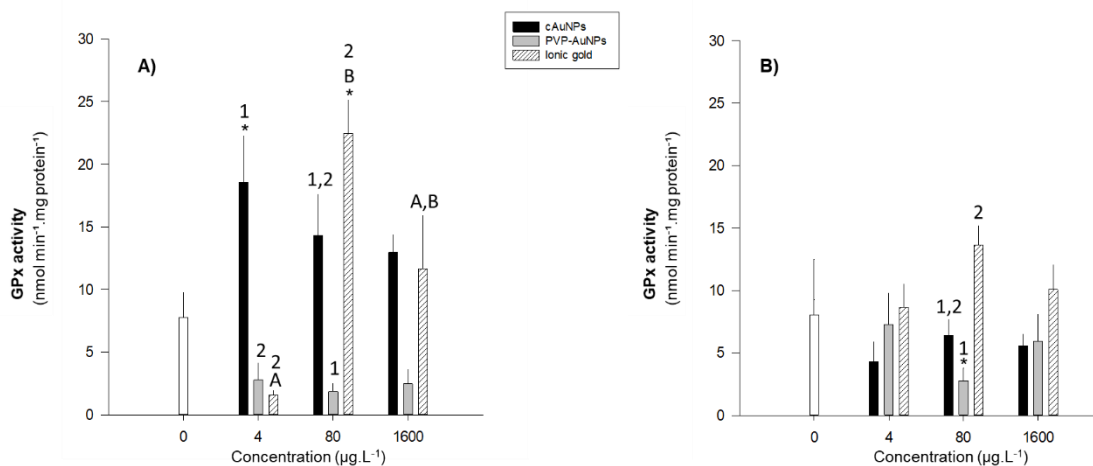 cAuNPs
PVP-AuNPs
Ionic gold
A)
GPx activity
(nmol min⁻¹.mg protein⁻¹)
30
25
20
15
10
5
0
1
*
2
2
A
1,2
1
2
B
*
A,B
0
4
80
1600
Concentration (µg.L⁻¹)
B)
GPx activity
(nmol min⁻¹.mg protein⁻¹)
30
25
20
15
10
5
0
1,2
1
*
2
0
4
80
1600
Concentration (µg.L⁻¹)